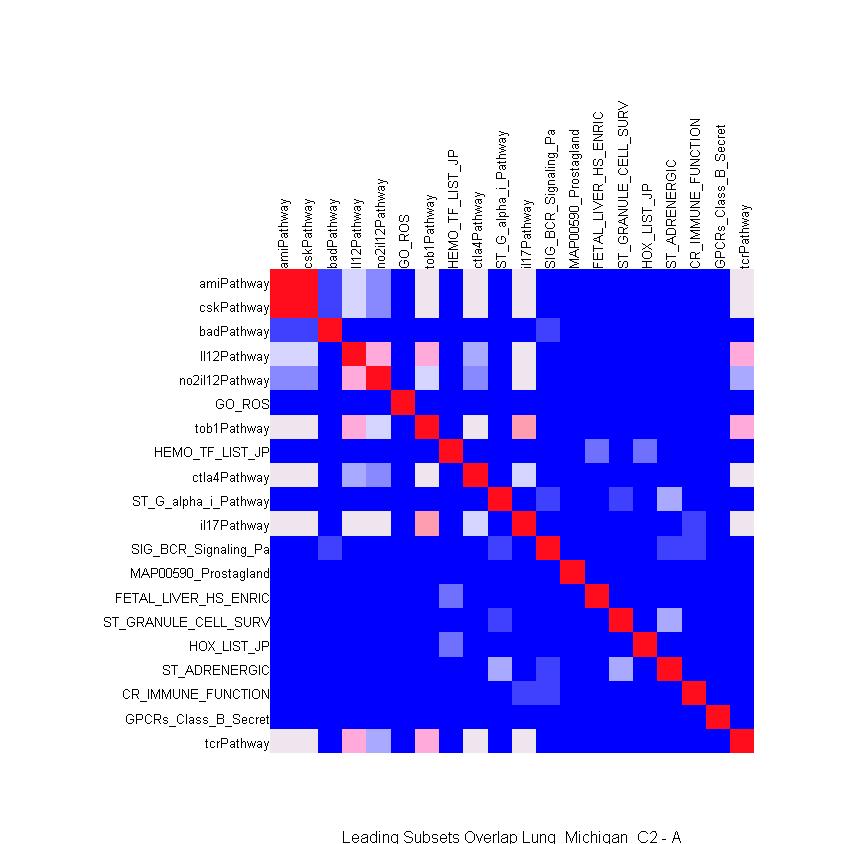 amiPathway
cskPathway
badPathway
Il12Pathway
no2il12Pathway
GO_ROS
tob1Pathway
HEMO_TF_LIST_JP
ctla4Pathway
ST_G_alpha_i_Pathway
il17Pathway
SIG_BCR_Signaling_Pa
MAP00590_Prostagland
FETAL_LIVER_HS_ENRIC
ST_GRANULE_CELL_SURV
HOX_LIST_JP
ST_ADRENERGIC
CR_IMMUNE_FUNCTION
GPCRs_Class_B_Secret
tcrPathway
amiPathway
cskPathway
badPathway
Il12Pathway
no2il12Pathway
GO_ROS
tob1Pathway
HEMO_TF_LIST_JP
ctla4Pathway
ST_G_alpha_i_Pathway
il17Pathway
SIG_BCR_Signaling_Pa
MAP00590_Prostagland
FETAL_LIVER_HS_ENRIC
ST_GRANULE_CELL_SURV
HOX_LIST_JP
ST_ADRENERGIC
CR_IMMUNE_FUNCTION
GPCRs_Class_B_Secret
tcrPathway
Leading Subsets Overlap Lung_Michigan_C2 - A